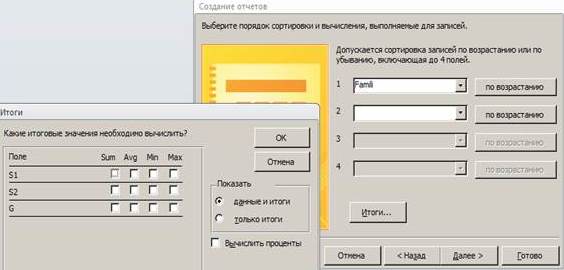 Создание отчетов
Выберите порядок сортировки и вычисления, выполняемые для записей.
Допускается сортировка записей по возрастанию или по
убыванию, включающая до 4 полей.
1 Famili по возрастанию
2 по возрастанию
3 по возрастанию
4 по возрастанию
Итоги...
Отмена < Назад Далее > Готово
Итоги
Какие итоговые значения необходимо вычислить?
Поле Sum Avg Min Max
S1
S2
G
OK
Отмена
Показать
данные и итоги
только итоги
Вычислить проценты